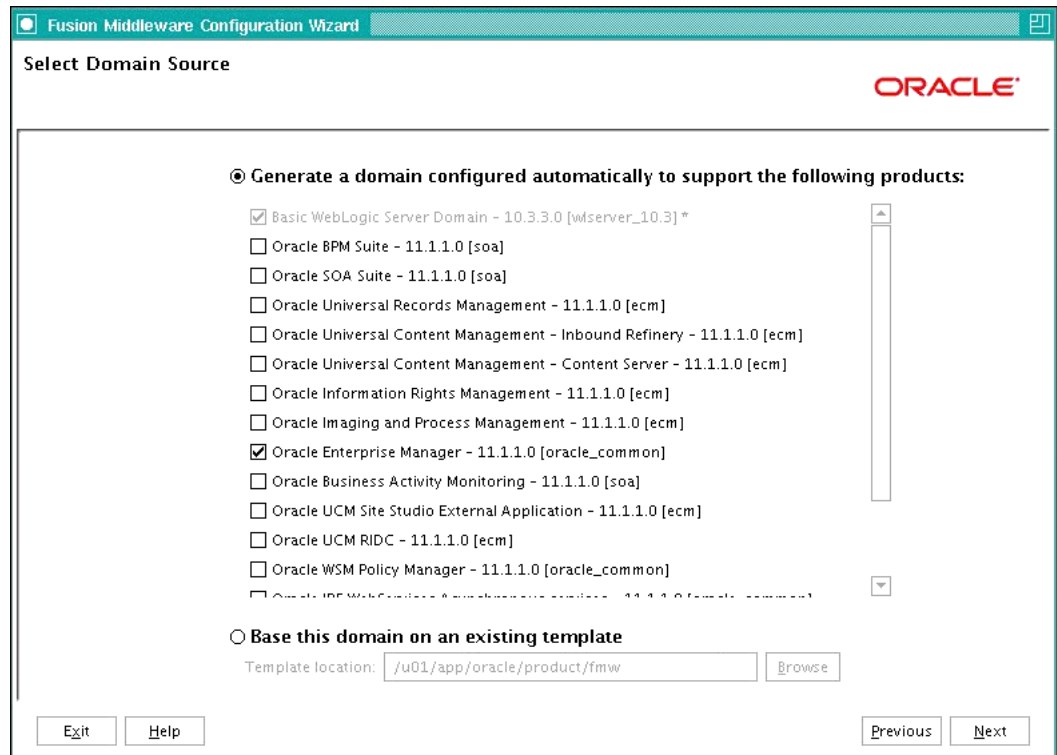 Fusion Middleware Configuration Wizard
Select Domain Source
ORACLE
Generate a domain configured automatically to support the following products:
Basic WebLogic Server Domain - 10.3.3.0 [wlserver_10.3] *
Oracle BPM Suite - 11.1.1.0 [soa]
Oracle SOA Suite - 11.1.1.0 [soa]
Oracle Universal Records Management - 11.1.1.0 [ecm]
Oracle Universal Content Management - Inbound Refinery - 11.1.1.0 [ecm]
Oracle Universal Content Management - Content Server - 11.1.1.0 [ecm]
Oracle Information Rights Management - 11.1.1.0 [ecm]
Oracle Imaging and Process Management - 11.1.1.0 [ecm]
Oracle Enterprise Manager - 11.1.1.0 [oracle_common]
Oracle Business Activity Monitoring - 11.1.1.0 [soa]
Oracle UCM Site Studio External Application - 11.1.1.0 [ecm]
Oracle UCM RIDC - 11.1.1.0 [ecm]
Oracle WSM Policy Manager - 11.1.1.0 [oracle_common]
Base this domain on an existing template
Template location: /u01/app/oracle/product/fmw Browse
Exit Help Previous Next